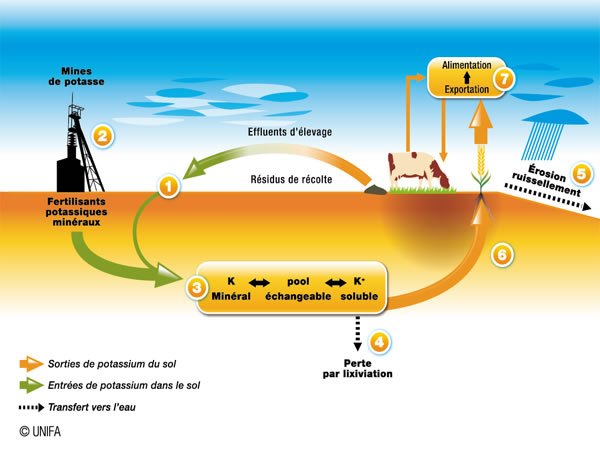 Mines
de potasse
2
Alimentation
7
Exportation
Effluents d'élevage
Résidus de récolte
1
Érosion
ruissellement
5
Fertilisants
potassiques
minéraux
6
3
K pool K+
Minéral échangeable soluble
4
Perte
par lixiviation
Sorties de potassium du sol
Entrées de potassium dans le sol
Transfert vers l'eau
© UNIFA